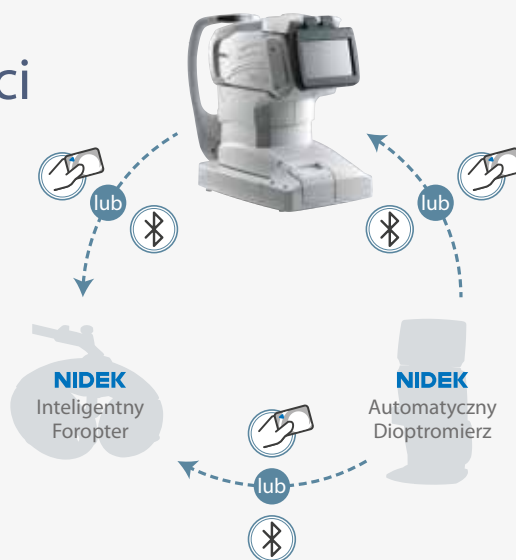 ci
lub
lub
NIDEK
Inteligentny
Foropter
NIDEK
Automatyczny
Dioptromierz
lub